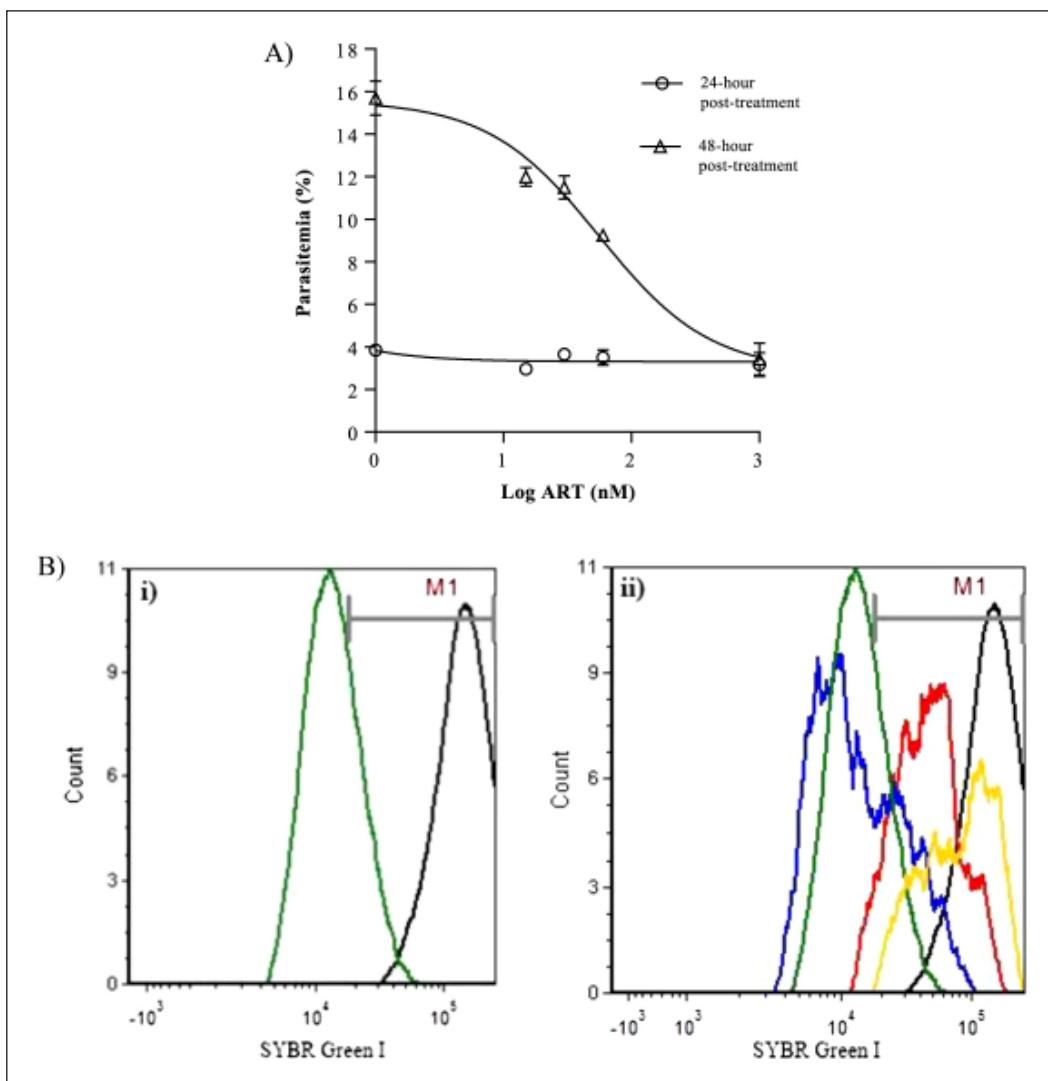 A)
18
16
14
12
10
8
6
4
2
0
Parasitemia (%)
0 1 2 3
Log ART (nM)
24-hour
post-treatment
48-hour
post-treatment
B)
i)
M1
11
9
6
3
0
Count
-10³ 10⁴ 10⁵
SYBR Green I
ii)
M1
11
9
6
3
0
Count
-10³ 10³ 10⁴ 10⁵
SYBR Green I